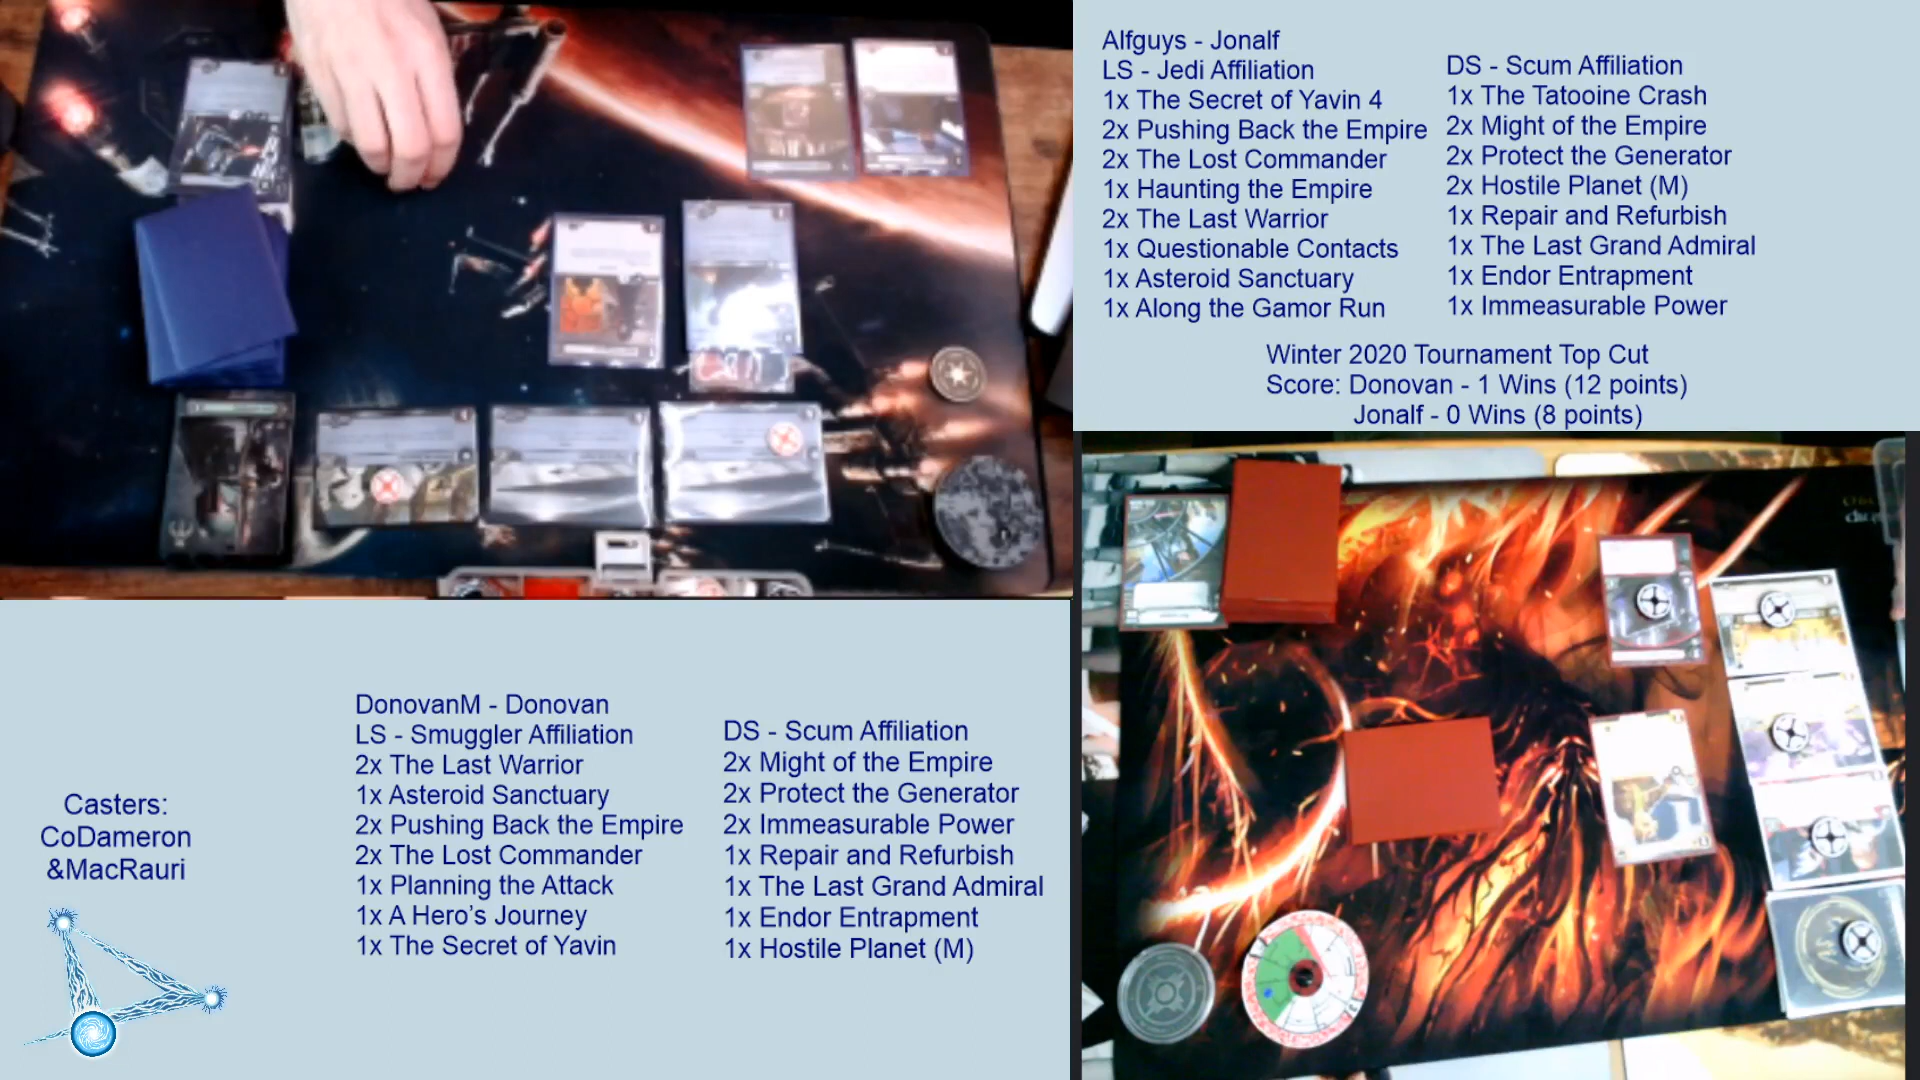 Alfguys - Jonalf
LS - Jedi Affiliation
1x The Secret of Yavin 4
2x Pushing Back the Empire
2x The Lost Commander
1x Haunting the Empire
2x The Last Warrior
1x Questionable Contacts
1x Asteroid Sanctuary
1x Along the Gamor Run
DS - Scum Affiliation
1x The Tatooine Crash
2x Might of the Empire
2x Protect the Generator
2x Hostile Planet (M)
1x Repair and Refurbish
1x The Last Grand Admiral
1x Endor Entrapment
1x Immeasurable Power
Winter 2020 Tournament Top Cut
Score: Donovan - 1 Wins (12 points)
Jonalf - 0 Wins (8 points)
Casters:
CoDameron
&MacRauri
DonovanM - Donovan
LS - Smuggler Affiliation
2x The Last Warrior
1x Asteroid Sanctuary
2x Pushing Back the Empire
2x The Lost Commander
1x Planning the Attack
1x A Hero's Journey
1x The Secret of Yavin
DS - Scum Affiliation
2x Might of the Empire
2x Protect the Generator
2x Immeasurable Power
1x Repair and Refurbish
1x The Last Grand Admiral
1x Endor Entrapment
1x Hostile Planet (M)